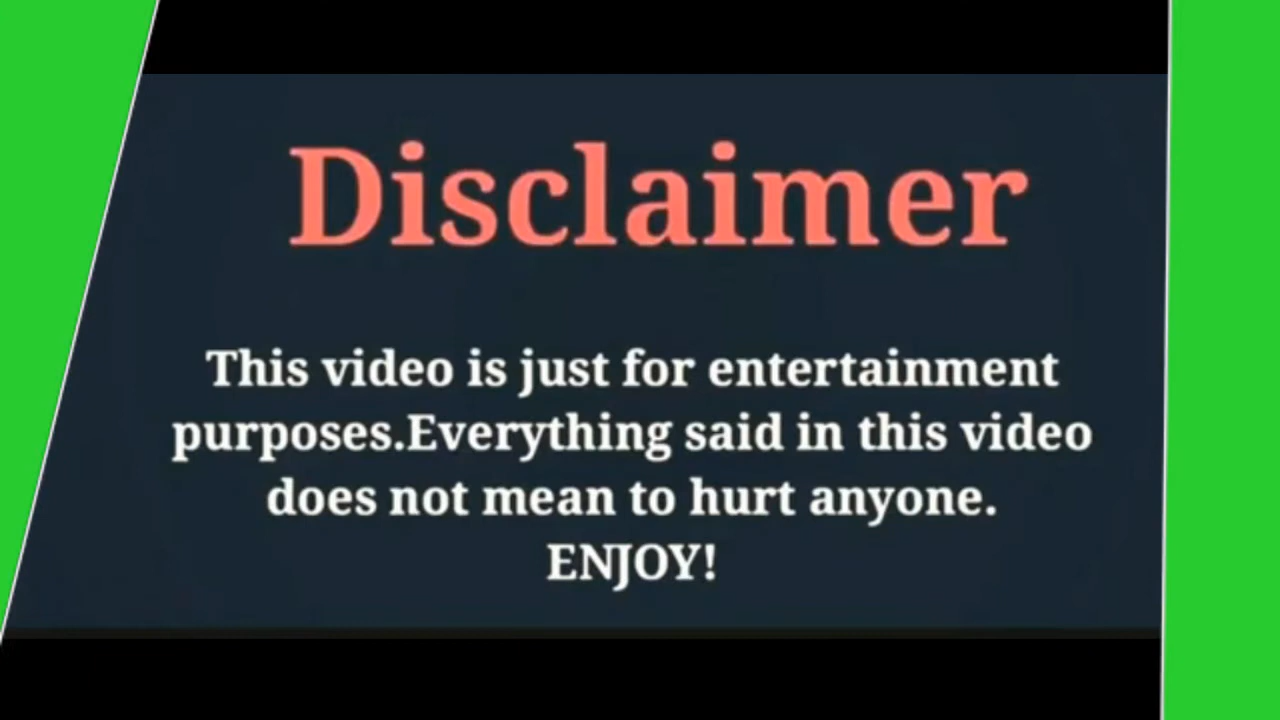 Disclaimer
This video is just for entertainment
purposes.Everything said in this video
does not mean to hurt anyone.
ENJOY!